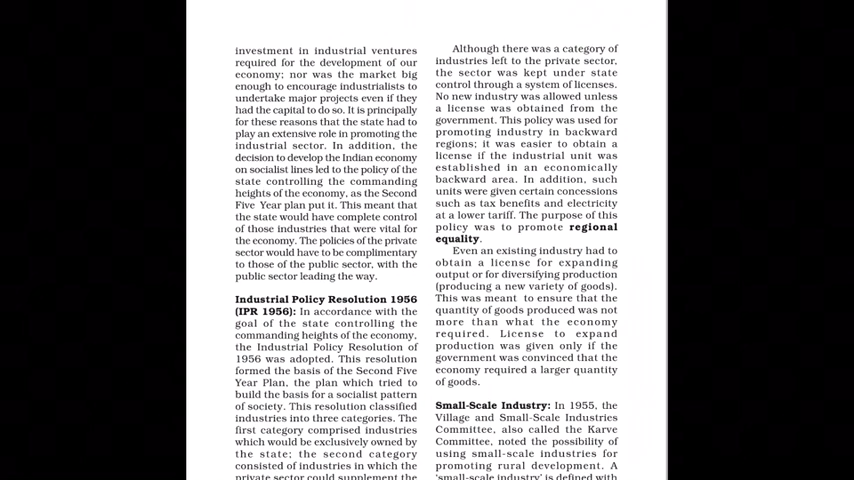 investment in industrial ventures
required for the development of our
economy; nor was the market big
enough to encourage industrialists to
undertake major projects even if they
had the capital to do so. It is principally
for these reasons that the state had to
play an extensive role in promoting the
industrial sector. In addition, the
decision to develop the Indian economy
on socialist lines led to the policy of the
state controlling the commanding
heights of the economy, as the Second
Five Year plan put it. This meant that
the state would have complete control
of those industries that were vital for
the economy. The policies of the private
sector would have to be complimentary
to those of the public sector, with the
public sector leading the way.
Industrial Policy Resolution 1956
(IPR 1956): In accordance with the
goal of the state controlling the
commanding heights of the economy,
the Industrial Policy Resolution of
1956 was adopted. This resolution
formed the basis of the Second Five
Year Plan, the plan which tried to
build the basis for a socialist pattern
of society. This resolution classified
industries into three categories. The
first category comprised industries
which would be exclusively owned by
the state; the second category
consisted of industries in which the
private sector could supplement the
Although there was a category of
industries left to the private sector,
the sector was kept under state
control through a system of licenses.
No new industry was allowed unless
a license was obtained from the
government. This policy was used for
promoting industry in backward
regions; it was easier to obtain a
license if the industrial unit was
established in an economically
backward area. In addition, such
units were given certain concessions
such as tax benefits and electricity
at a lower tariff. The purpose of this
policy was to promote regional
equality.
Even an existing industry had to
obtain a license for expanding
output or for diversifying production
(producing a new variety of goods).
This was meant to ensure that the
quantity of goods produced was not
more than what the economy
required. License to expand
production was given only if the
government was convinced that the
economy required a larger quantity
of goods.
Small-Scale Industry: In 1955, the
Village and Small-Scale Industries
Committee, also called the Karve
Committee, noted the possibility of
using small-scale industries for
promoting rural development. A
'small-scale industry' is defined with